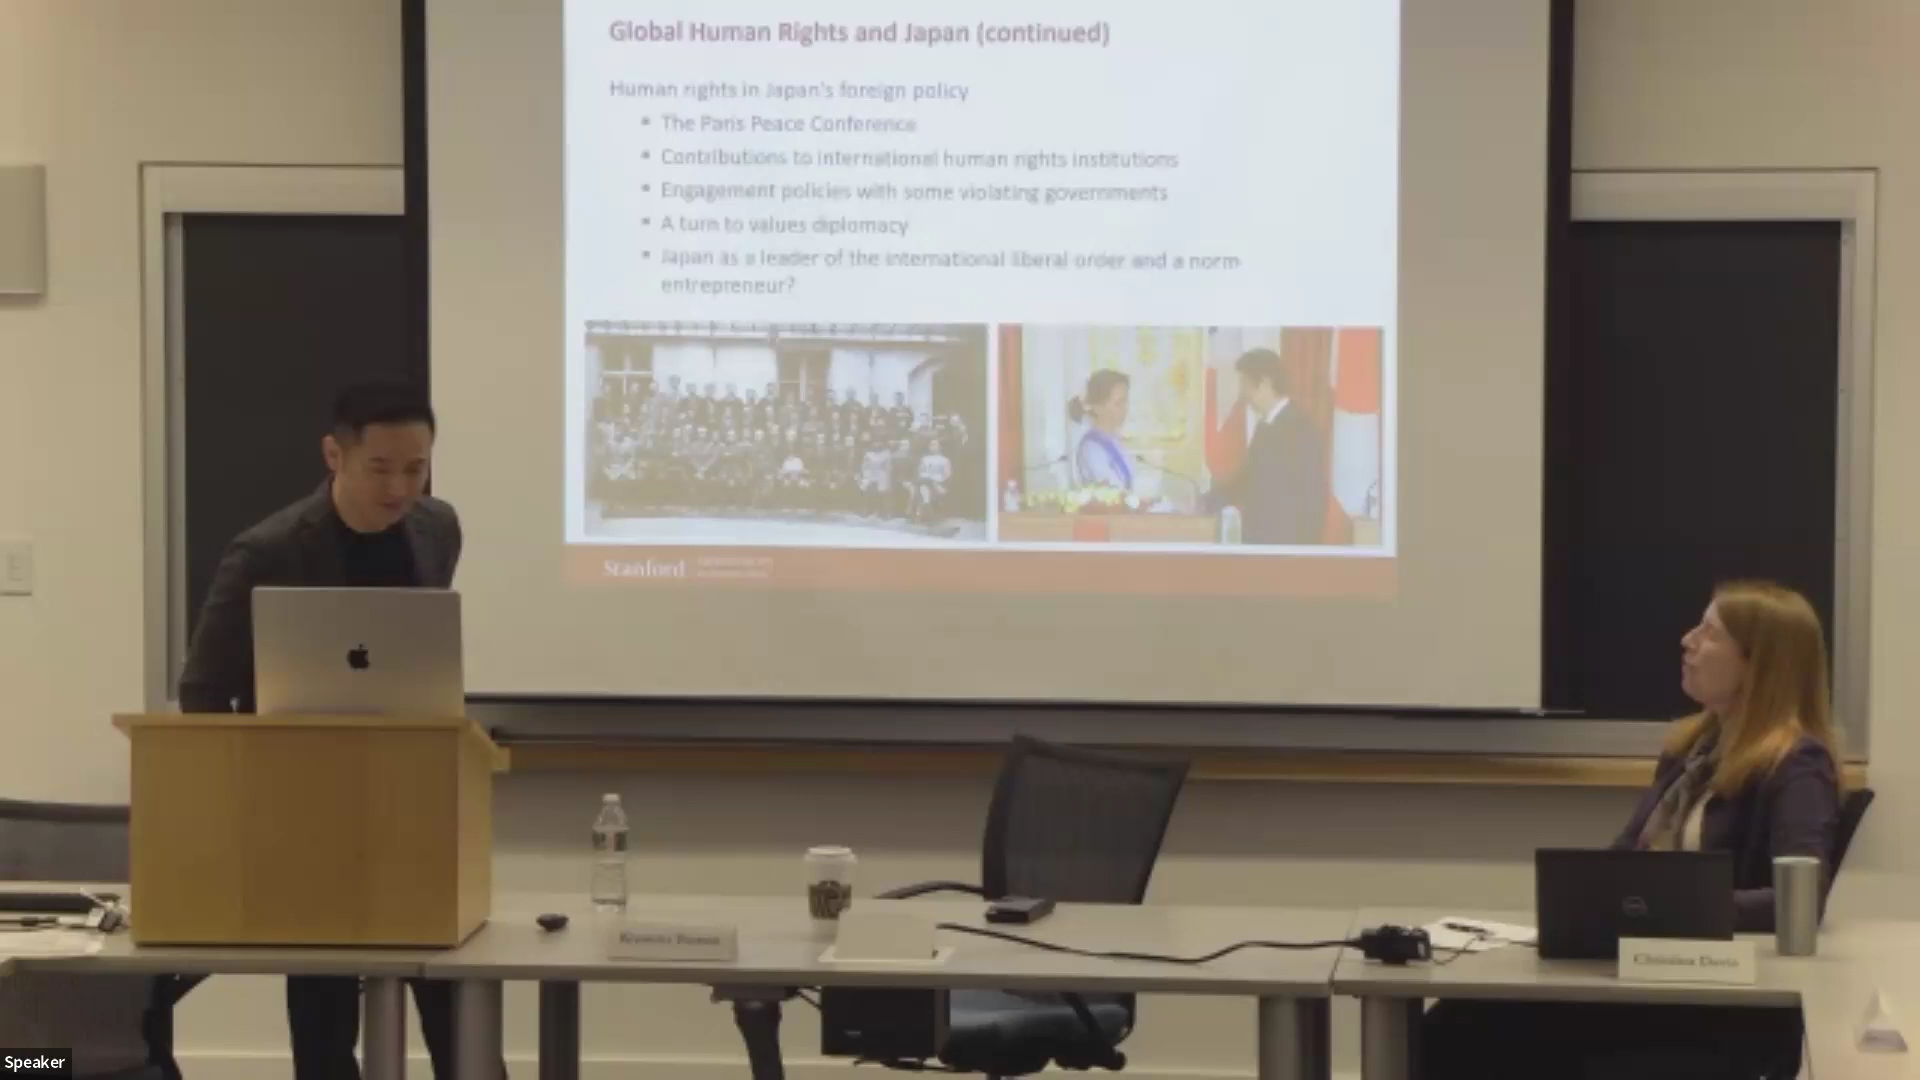 Global Human Rights and Japan (continued)
Human rights in Japan's foreign policy
▪ The Paris Peace Conference
▪ Contributions to international human rights institutions
▪ Engagement policies with some violating governments
▪ A turn to values diplomacy
▪ Japan as a leader of the international liberal order and a norm
entrepreneur?
Stanford
Christina Davis
Speaker